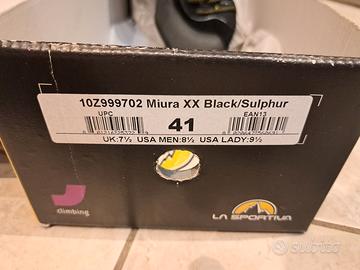 10Z999702 Miura XX Black/Sulphur
UPC
EAN13
41
UK:7½ USA MEN:8½ USA LADY:9½
climbing
LA SPORTIVA
Subito